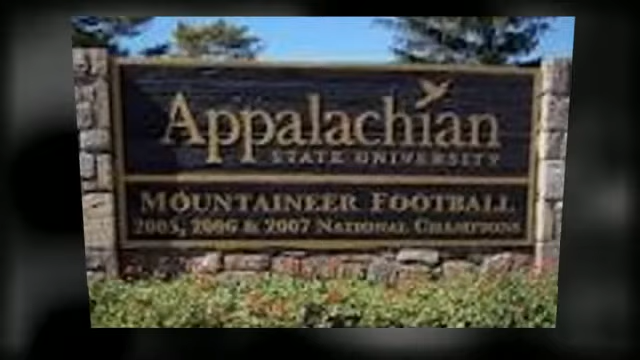 Appalachian
STATE UNIVERSITY
MOUNTAINEER FOOTBALL
2005, 2006 & 2007 NATIONAL CHAMPIONS